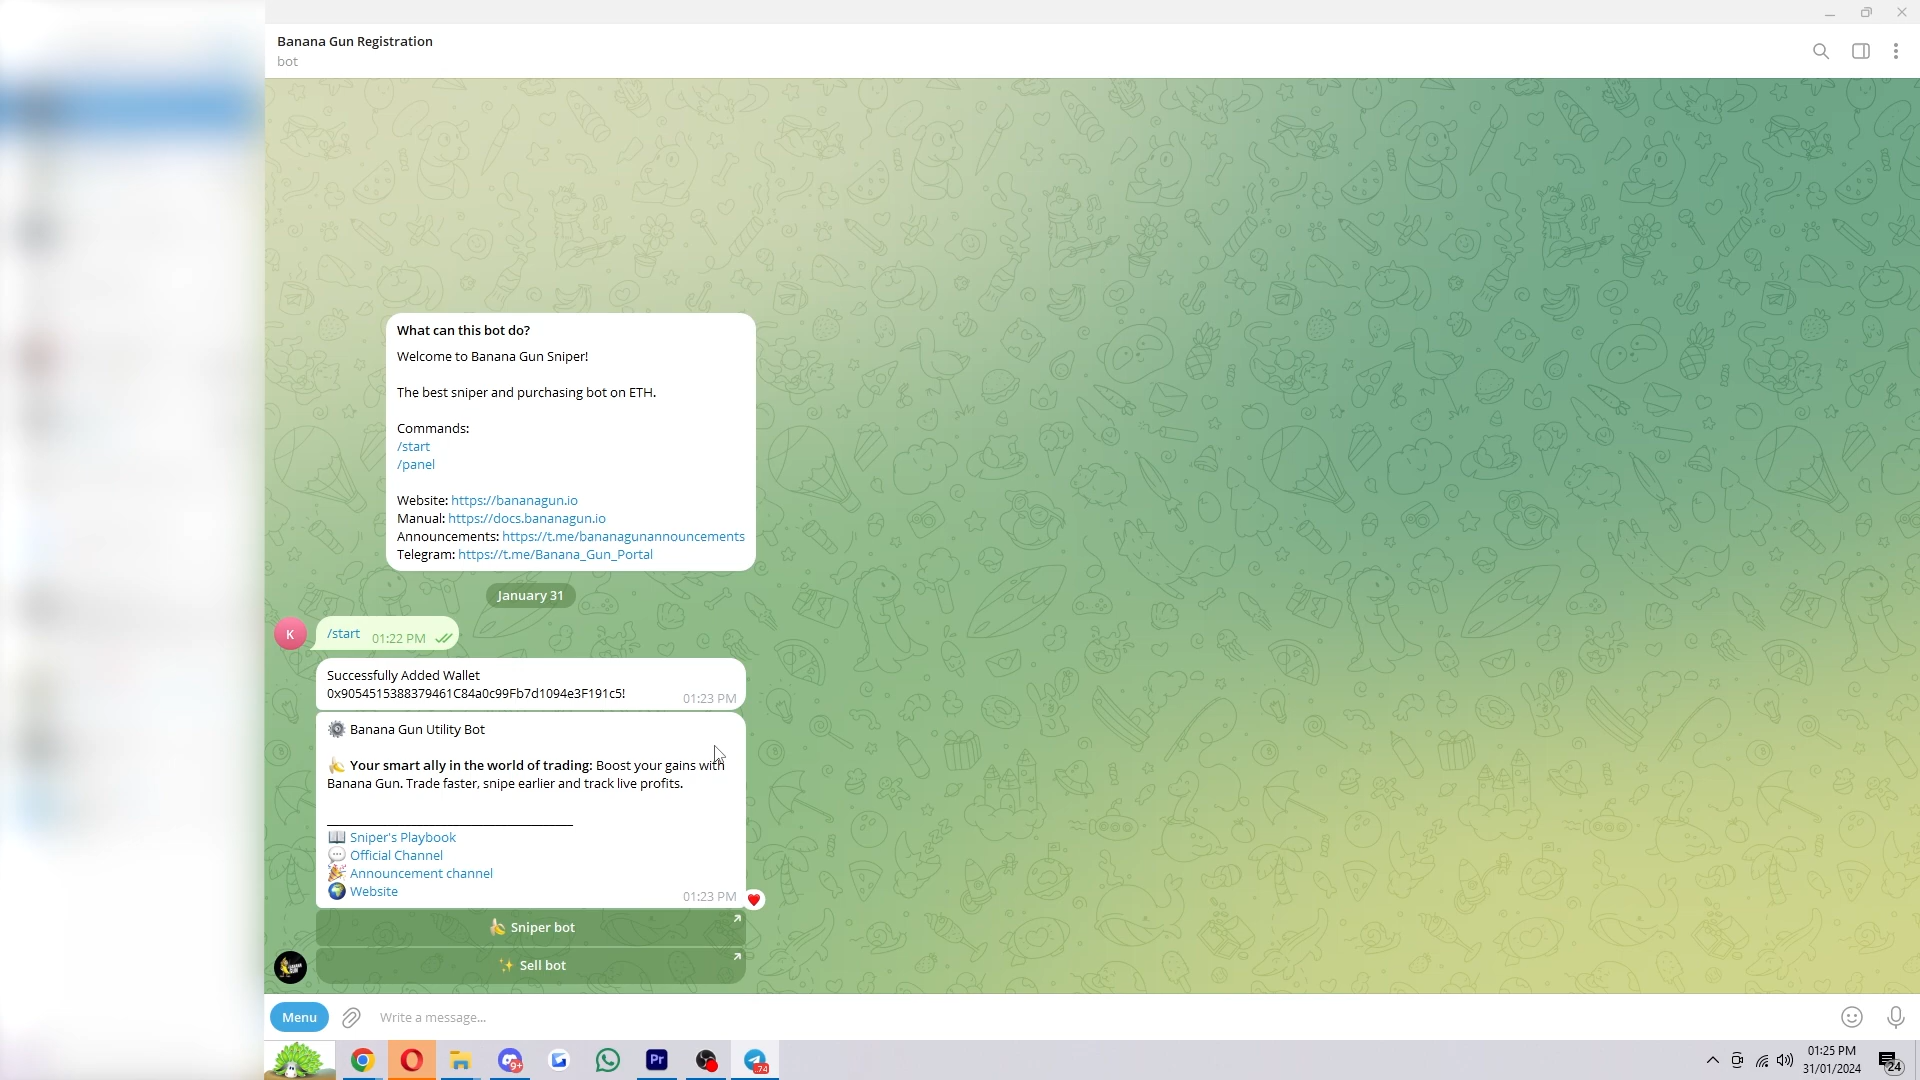 Banana Gun Registration
bot
What can this bot do?
Welcome to Banana Gun Sniper!
The best sniper and purchasing bot on ETH.
Commands:
/start
/panel
Website: https://bananagun.io
Manual: https://docs.bananagun.io
Announcements: https://t.me/bananagunannouncements
Telegram: https://t.me/Banana_Gun_Portal
January 31
K
/start 01:22 PM
Successfully Added Wallet
0x9054515388379461C84a0c99Fb7d1094e3F191c5!
01:23 PM
Banana Gun Utility Bot
Your smart ally in the world of trading: Boost your gains with
Banana Gun. Trade faster, snipe earlier and track live profits.
Sniper's Playbook
Official Channel
Announcement channel
Website
01:23 PM
Sniper bot
Sell bot
Menu
Write a message...
9+
Pr
74
01:25 PM
31/01/2024
24